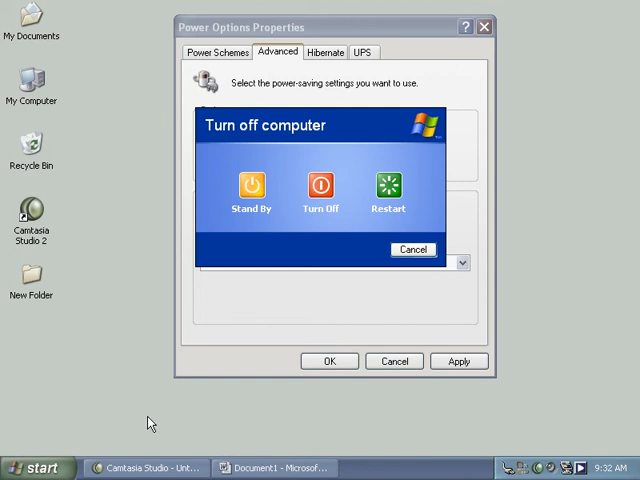 My Documents
My Computer
Recycle Bin
Camtasia
Studio 2
New Folder
Power Options Properties
Power Schemes
Advanced
Hibernate
UPS
Select the power-saving settings you want to use.
Turn off computer
Stand By
Turn Off
Restart
Cancel
OK
Cancel
Apply
start
Camtasia Studio - Unt...
Document1 - Microsof...
9:32 AM